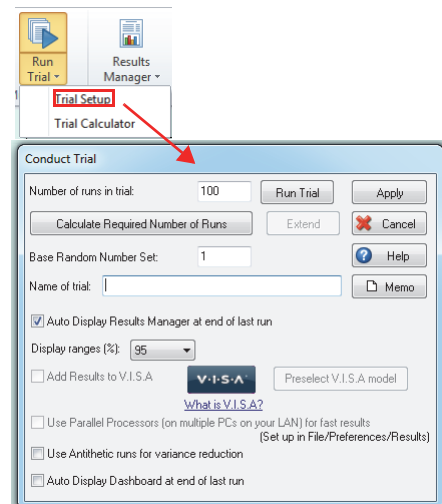 Run Trial
Results Manager
Trial Setup
Trial Calculator
Conduct Trial
Number of runs in trial: 100 Run Trial Apply
Calculate Required Number of Runs Extend Cancel
Base Random Number Set: 1 Help
Name of trial: Memo
Auto Display Results Manager at end of last run
Display ranges (%): 95
Add Results to V.I.S.A V·I·S·A Preselect V.I.S.A model
What is V.I.S.A?
Use Parallel Processors (on multiple PCs on your LAN) for fast results
(Set up in File/Preferences/Results)
Use Antithetic runs for variance reduction
Auto Display Dashboard at end of last run